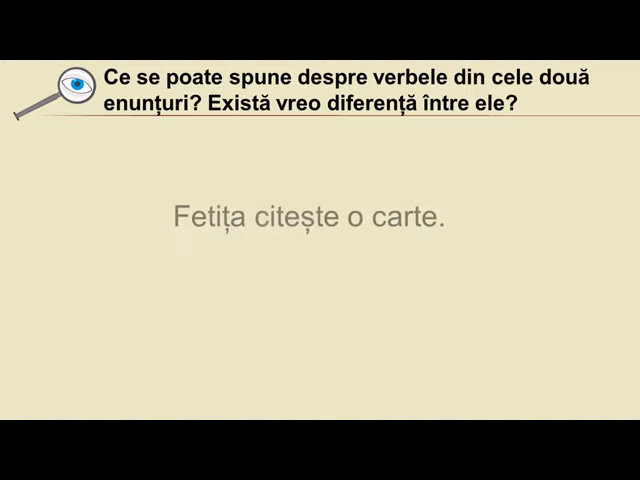 Ce se poate spune despre verbele din cele două
enunțuri? Există vreo diferență între ele?
Fetița citește o carte.